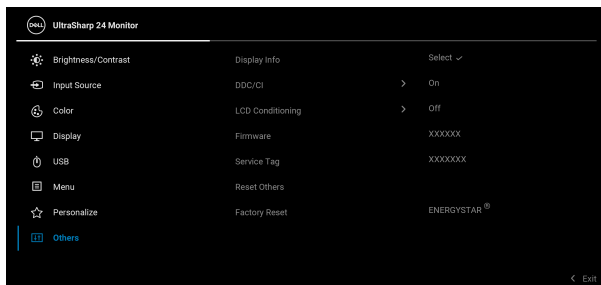 DELL UltraSharp 24 Monitor
Brightness/Contrast Display Info Select ✓
Input Source DDC/CI > On
Color LCD Conditioning > Off
Display Firmware XXXXXX
USB Service Tag XXXXXXX
Menu Reset Others
Personalize Factory Reset ENERGYSTAR ®
Others
< Exit